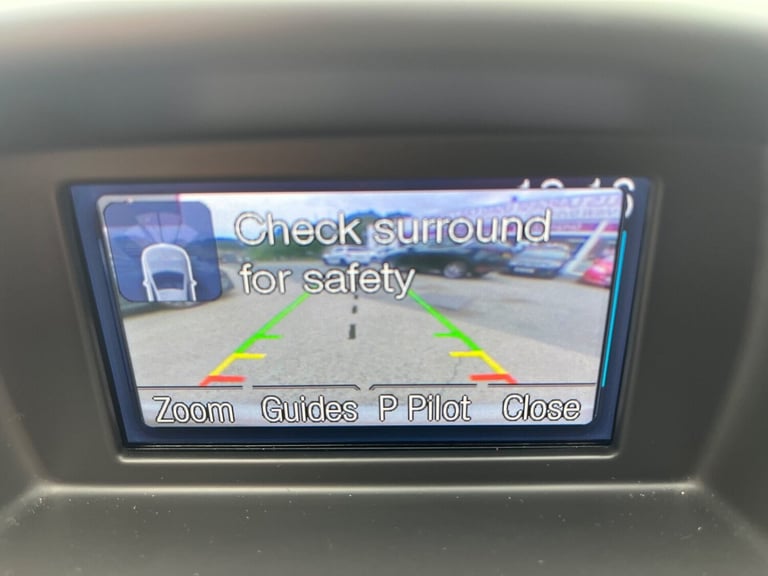 Check surround
for safety
Zoom Guides P Pilot Close